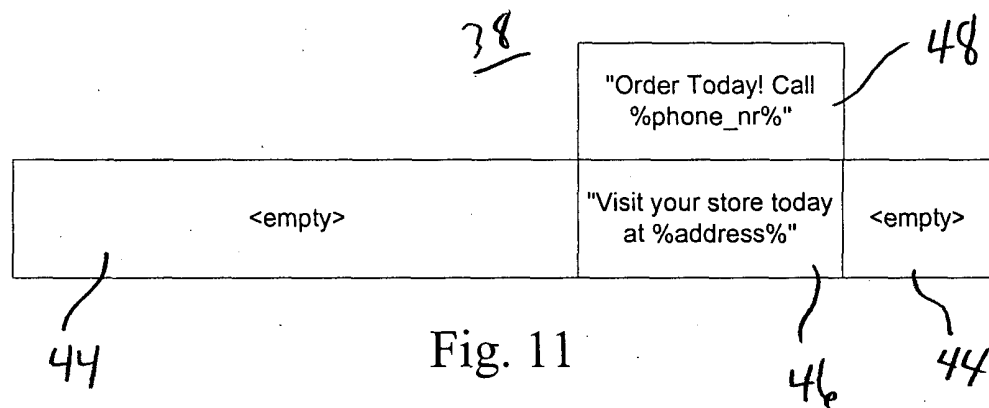 38
48
"Order Today! Call
%phone_nr%"
<empty>
"Visit your store today
at %address%"
<empty>
44
Fig. 11
46
44